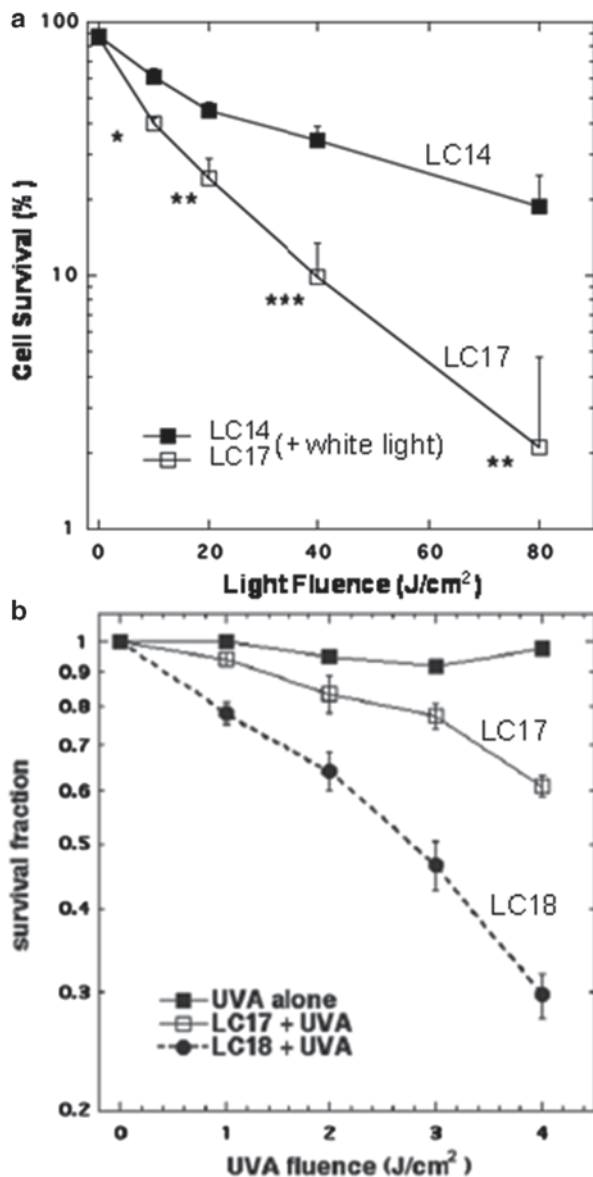 a
100
LC14
**
*
10
***
LC17
LC14
LC17 (+ white light)
**
1
Cell Survival (%)
0 20 40 60 80
Light Fluence (J/cm²)
b
1
0.9
0.8
LC17
0.7
0.6
0.5
0.4
LC18
0.3
UVA alone
LC17 + UVA
LC18 + UVA
0.2
survival fraction
0 1 2 3 4
UVA fluence (J/cm²)